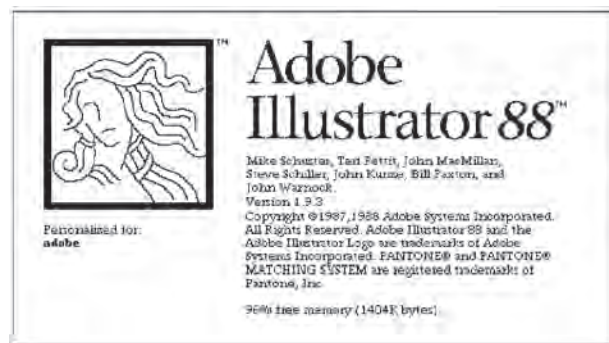 ™
Adobe
Illustrator 88™
Mike Schuster, Teri Pettit, John MacMillan,
Steve Schiller, John Kunze, Bill Paxton, and
John Warnock.
Version 1.9.3
Copyright ©1987,1988 Adobe Systems Incorporated.
All Rights Reserved. Adobe Illustrator 88 and the
Adobe Illustrator Logo are trademarks of Adobe
Systems Incorporated. PANTONE® and PANTONE®
MATCHING SYSTEM are registered trademarks of
Pantone, Inc.
96% free memory (1404K bytes)
Personalized for:
adobe